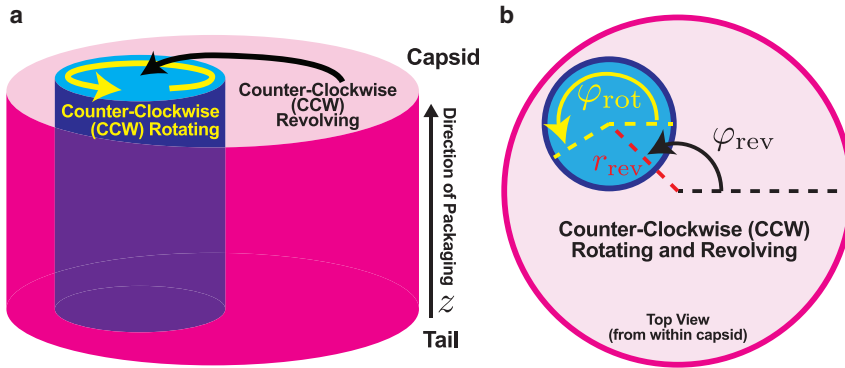 a
Capsid
Counter-Clockwise
(CCW) Rotating
Counter-Clockwise
(CCW)
Revolving
Direction of Packaging
z
Tail
b
φrot
φrev
rrev
Counter-Clockwise (CCW)
Rotating and Revolving
Top View
(from within capsid)